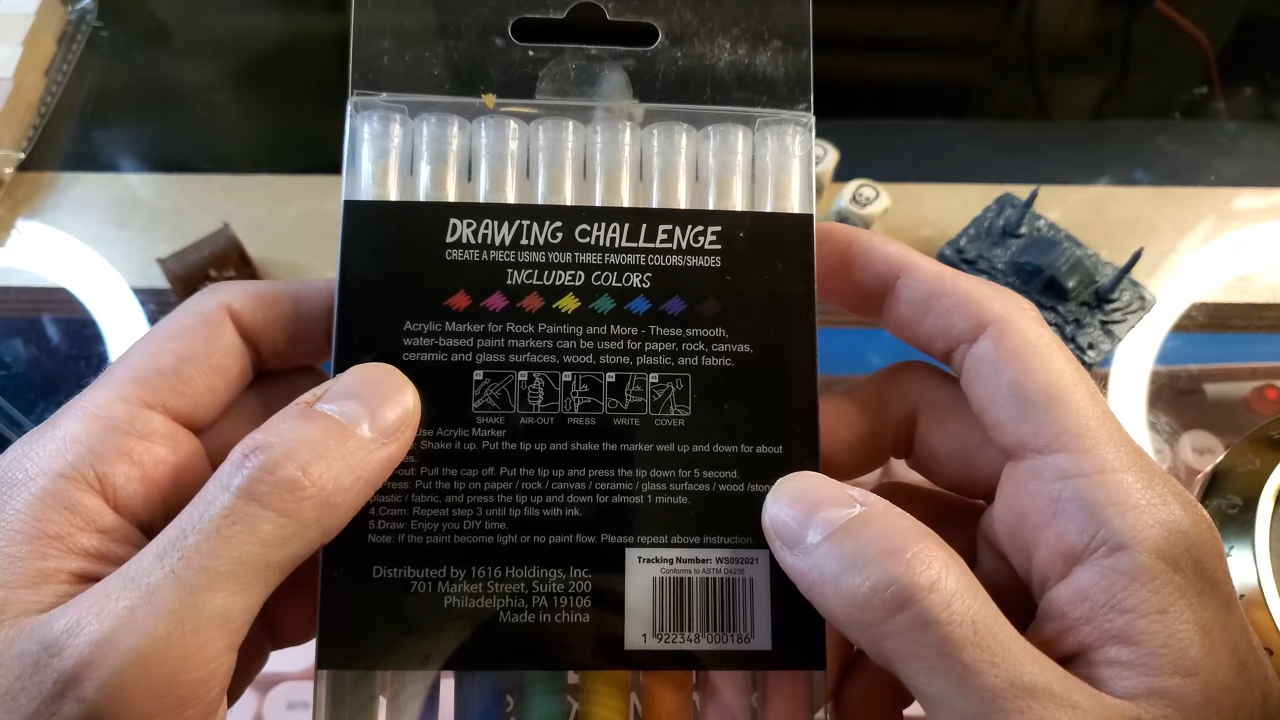 DRAWING CHALLENGE
CREATE A PIECE USING YOUR THREE FAVORITE COLORS/SHADES
INCLUDED COLORS
Acrylic Marker for Rock Painting and More - These smooth,
water-based paint markers can be used for paper, rock, canvas,
ceramic and glass surfaces, wood, stone, plastic, and fabric.
01 02 03 04 05
SHAKE AIR-OUT PRESS WRITE COVER
Use Acrylic Marker
: Shake it up. Put the tip up and shake the marker well up and down for about
es.
-out: Pull the cap off. Put the tip up and press the tip down for 5 second.
Press: Put the tip on paper / rock / canvas / ceramic / glass surfaces / wood /stone
plastic / fabric, and press the tip up and down for almost 1 minute.
4.Cram: Repeat step 3 until tip fills with ink.
5.Draw: Enjoy you DIY time.
Note: If the paint become light or no paint flow. Please repeat above instruction.
Distributed by 1616 Holdings, Inc.
701 Market Street, Suite 200
Philadelphia, PA 19106
Made in china
Tracking Number: WS092021
Conforms to ASTM D4236
1 922348 000186